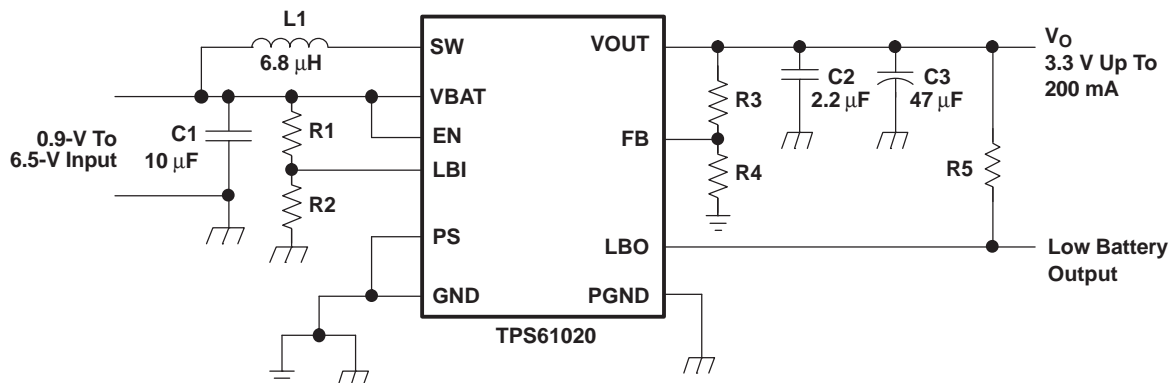 L1
6.8 µH
SW
VOUT
VBAT
EN
LBI
FB
PS
LBO
GND
PGND
TPS61020
0.9-V To
6.5-V Input
C1
10 µF
R1
R2
R3
R4
C2
2.2 µF
C3
47 µF
R5
VO
3.3 V Up To
200 mA
Low Battery
Output